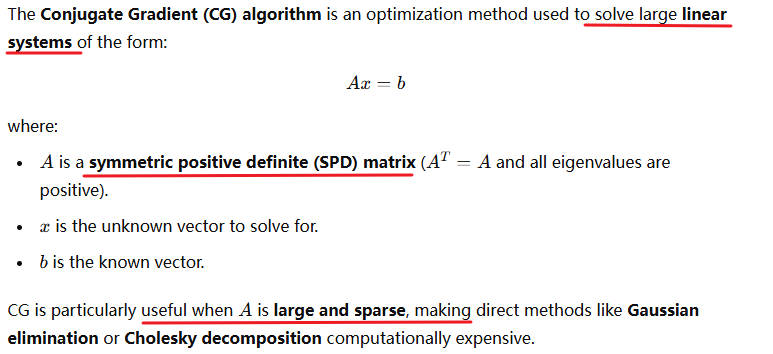 The Conjugate Gradient (CG) algorithm is an optimization method used to solve large linear
systems of the form:
Ax = b
where:
• A is a symmetric positive definite (SPD) matrix (A^T = A and all eigenvalues are
positive).
• x is the unknown vector to solve for.
• b is the known vector.
CG is particularly useful when A is large and sparse, making direct methods like Gaussian
elimination or Cholesky decomposition computationally expensive.